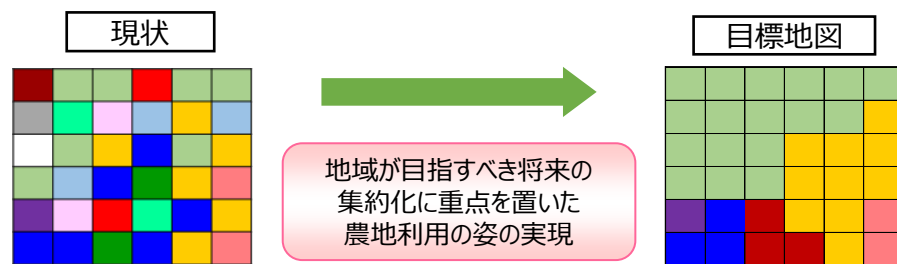 現状
目標地図
地域が目指すべき将来の
集約化に重点を置いた
農地利用の姿の実現